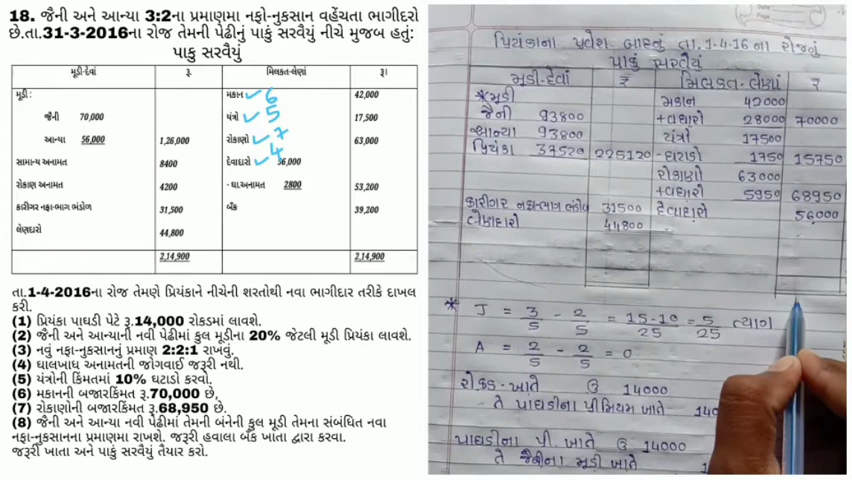 18. જૈની અને આન્યા 3:2ના પ્રમાણમા નફો-નુકસાન વહેંચતા ભાગીદારો
છે.તા.31-3-2016ના રોજ તેમની પેઢીનું પાકું સરવૈયું નીચે મુજબ હતું:
પાકુ સરવૈયું
મૂડી-દેવાં રૂ. મિલકત-લેણાં રૂ।
મૂડી: મકાન 6 42,000
જૈની 70,000 યંત્રો 5 17,500
આન્યા 56,000 1,26,000 રોકાણો 7 63,000
સામાન્ય અનામત 8400 દેવાદારો 4 56,000
રોકાણ અનામત 4200 - ઘાઅનામત 2800 53,200
કારીગર નફા-ભાગ ભંડોળ 31,500 બેંક 39,200
લેણદારો 44,800
2,14,900 2,14,900
તા.1-4-2016ના રોજ તેમણે પ્રિયંકાને નીચેની શરતોથી નવા ભાગીદાર તરીકે દાખલ
કરી.
(1) પ્રિયંકા પાઘડી પેટે રૂ.14,000 રોકડમાં લાવશે.
(2) જૈની અને આન્યાની નવી પેઢીમાં કુલ મૂડીના 20% જેટલી મૂડી પ્રિયંકા લાવશે.
(3) નવું નફા-નુકસાનનું પ્રમાણ 2:2:1 રાખવું.
(4) ઘાલખાધ અનામતની જોગવાઈ જરૂરી નથી.
(5) યંત્રોની કિંમતમાં 10% ઘટાડો કરવો.
(6) મકાનની બજારકિંમત રૂ.70,000 છે,
(7) રોકાણોની બજારકિંમત રૂ.68,950 છે.
(8) જૈની અને આન્યા નવી પેઢીમાં તેમની બંનેની કુલ મૂડી તેમના સંબંધિત નવા
નફા-નુકસાનના પ્રમાણમા રાખશે. જરૂરી હવાલા બેંક ખાતા દ્વારા કરવા.
જરૂરી ખાતા અને પાકું સરવૈયું તૈયાર કરો.
પ્રિયંકાના પ્રવેશ બાદનું તા.1-4-16 ના રોજનું
પાકું સરવૈયું
મૂડી-દેવાં ₹ મિલકત-લેણાં ₹
*મૂડી મકાન 42000
જૈની 93800 +વધારો 28000 70000
આન્યા 93800 યંત્રો 17500
પ્રિયંકા 37520 225120 -ઘટાડો 1750 15750
રોકાણો 63000
+વધારો 5950 68950
કારીગર નફા-ભાગ ભંડોળ 31500 દેવાદારો 56,000
લેણદારો 44800
* J = 3/5 - 2/5 = 15-10/25 = 5/25 ત્યાગ
A = 2/5 - 2/5 = 0
રોકડ ખાતે ઉ 14000
તે પાઘડીના પ્રીમિયમ ખાતે
પાઘડીના પ્રી. ખાતે ઉ 14000
તે જૈનીના મૂડી ખાતે